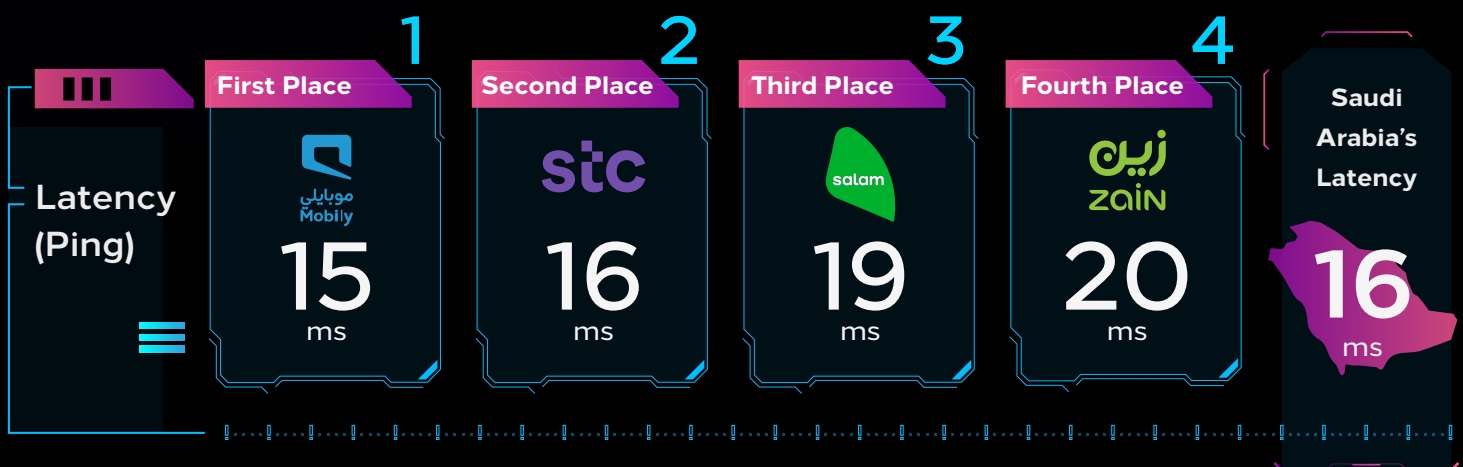 1
2
3
4
First Place
Second Place
Third Place
Fourth Place
Saudi
Arabia's
Latency
Latency
(Ping)
موبايلي
Mobily
stc
salam
زين
zain
15
ms
16
ms
19
ms
20
ms
16
ms